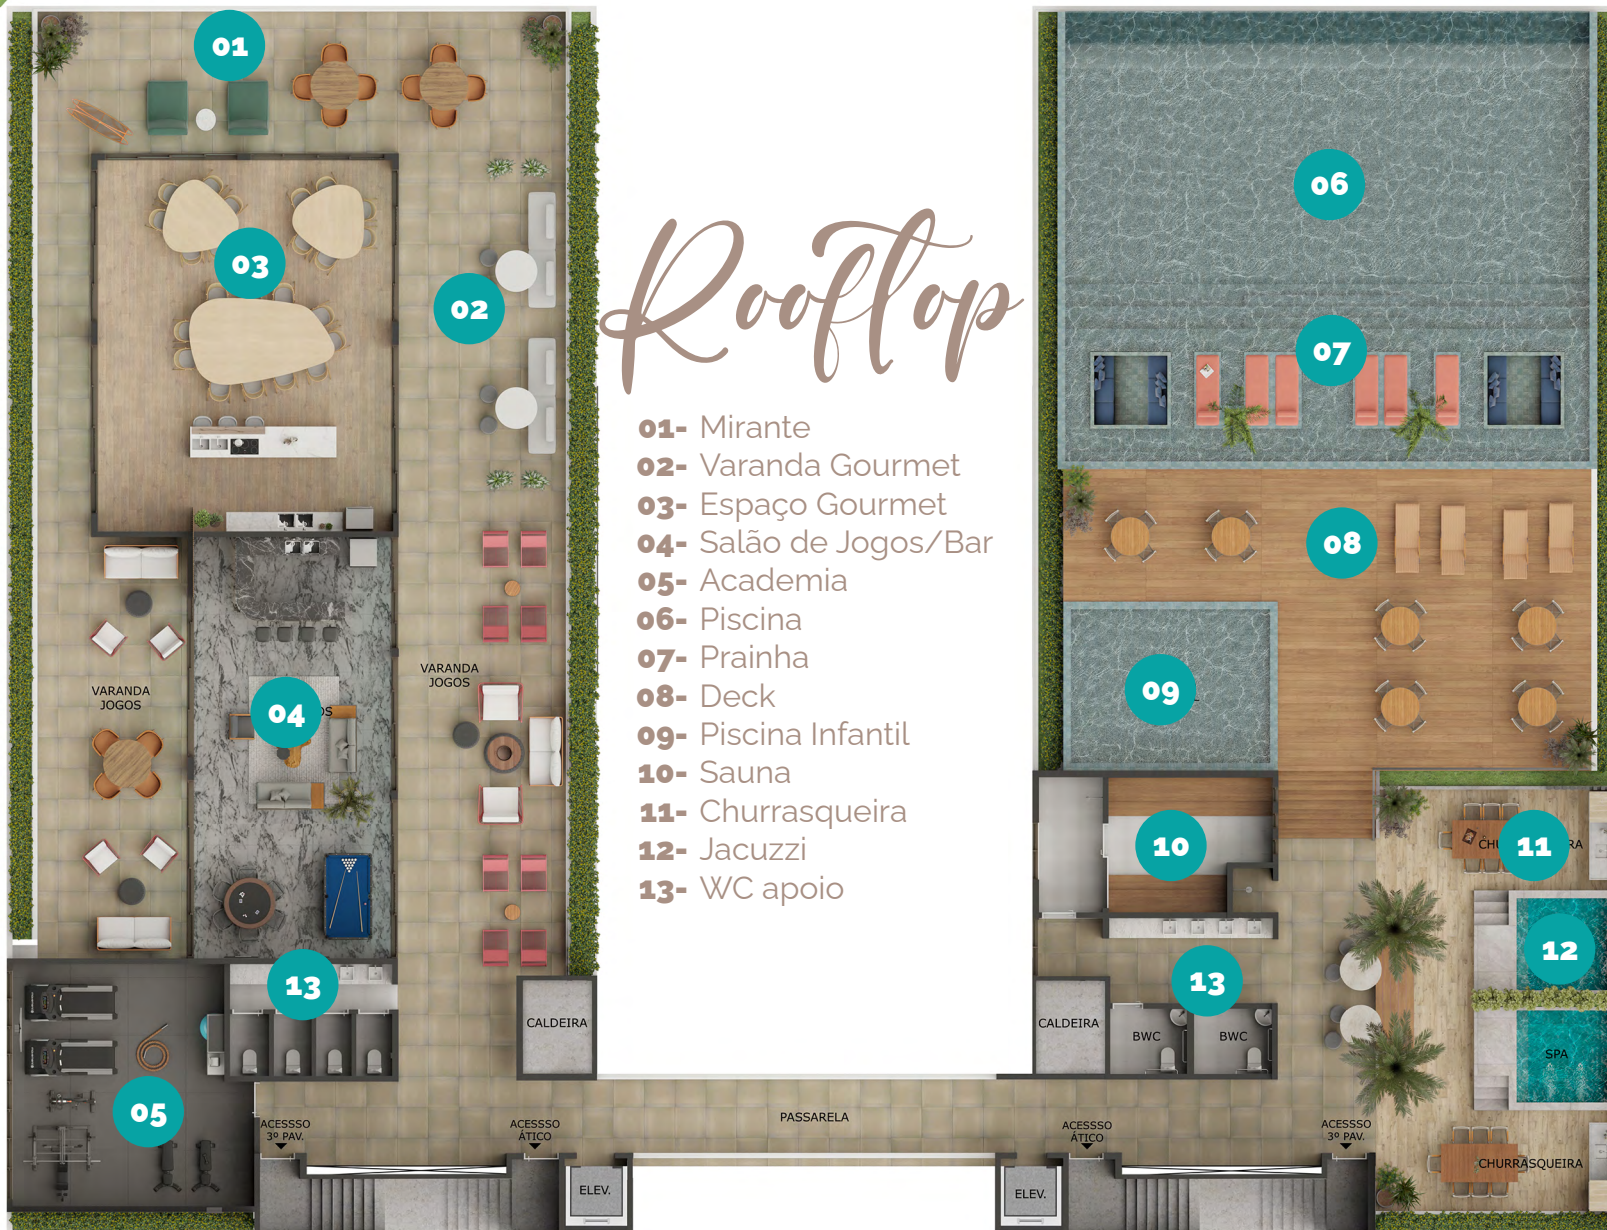 01
06
Rooftop
03
02
07
01- Mirante
02- Varanda Gourmet
03- Espaço Gourmet
04- Salão de Jogos/Bar
05- Academia
06- Piscina
07- Prainha
08- Deck
09- Piscina Infantil
10- Sauna
11- Churrasqueira
12- Jacuzzi
13- WC apoio
08
VARANDA
JOGOS
VARANDA
JOGOS
04
09
10
11
12
13
13
CALDEIRA
CALDEIRA
BWC
BWC
SPA
05
PASSARELA
ACESSSO
3º PAV.
ACESSSO
ÁTICO
ACESSSO
ÁTICO
ACESSSO
3º PAV.
CHURRASQUEIRA
ELEV.
ELEV.